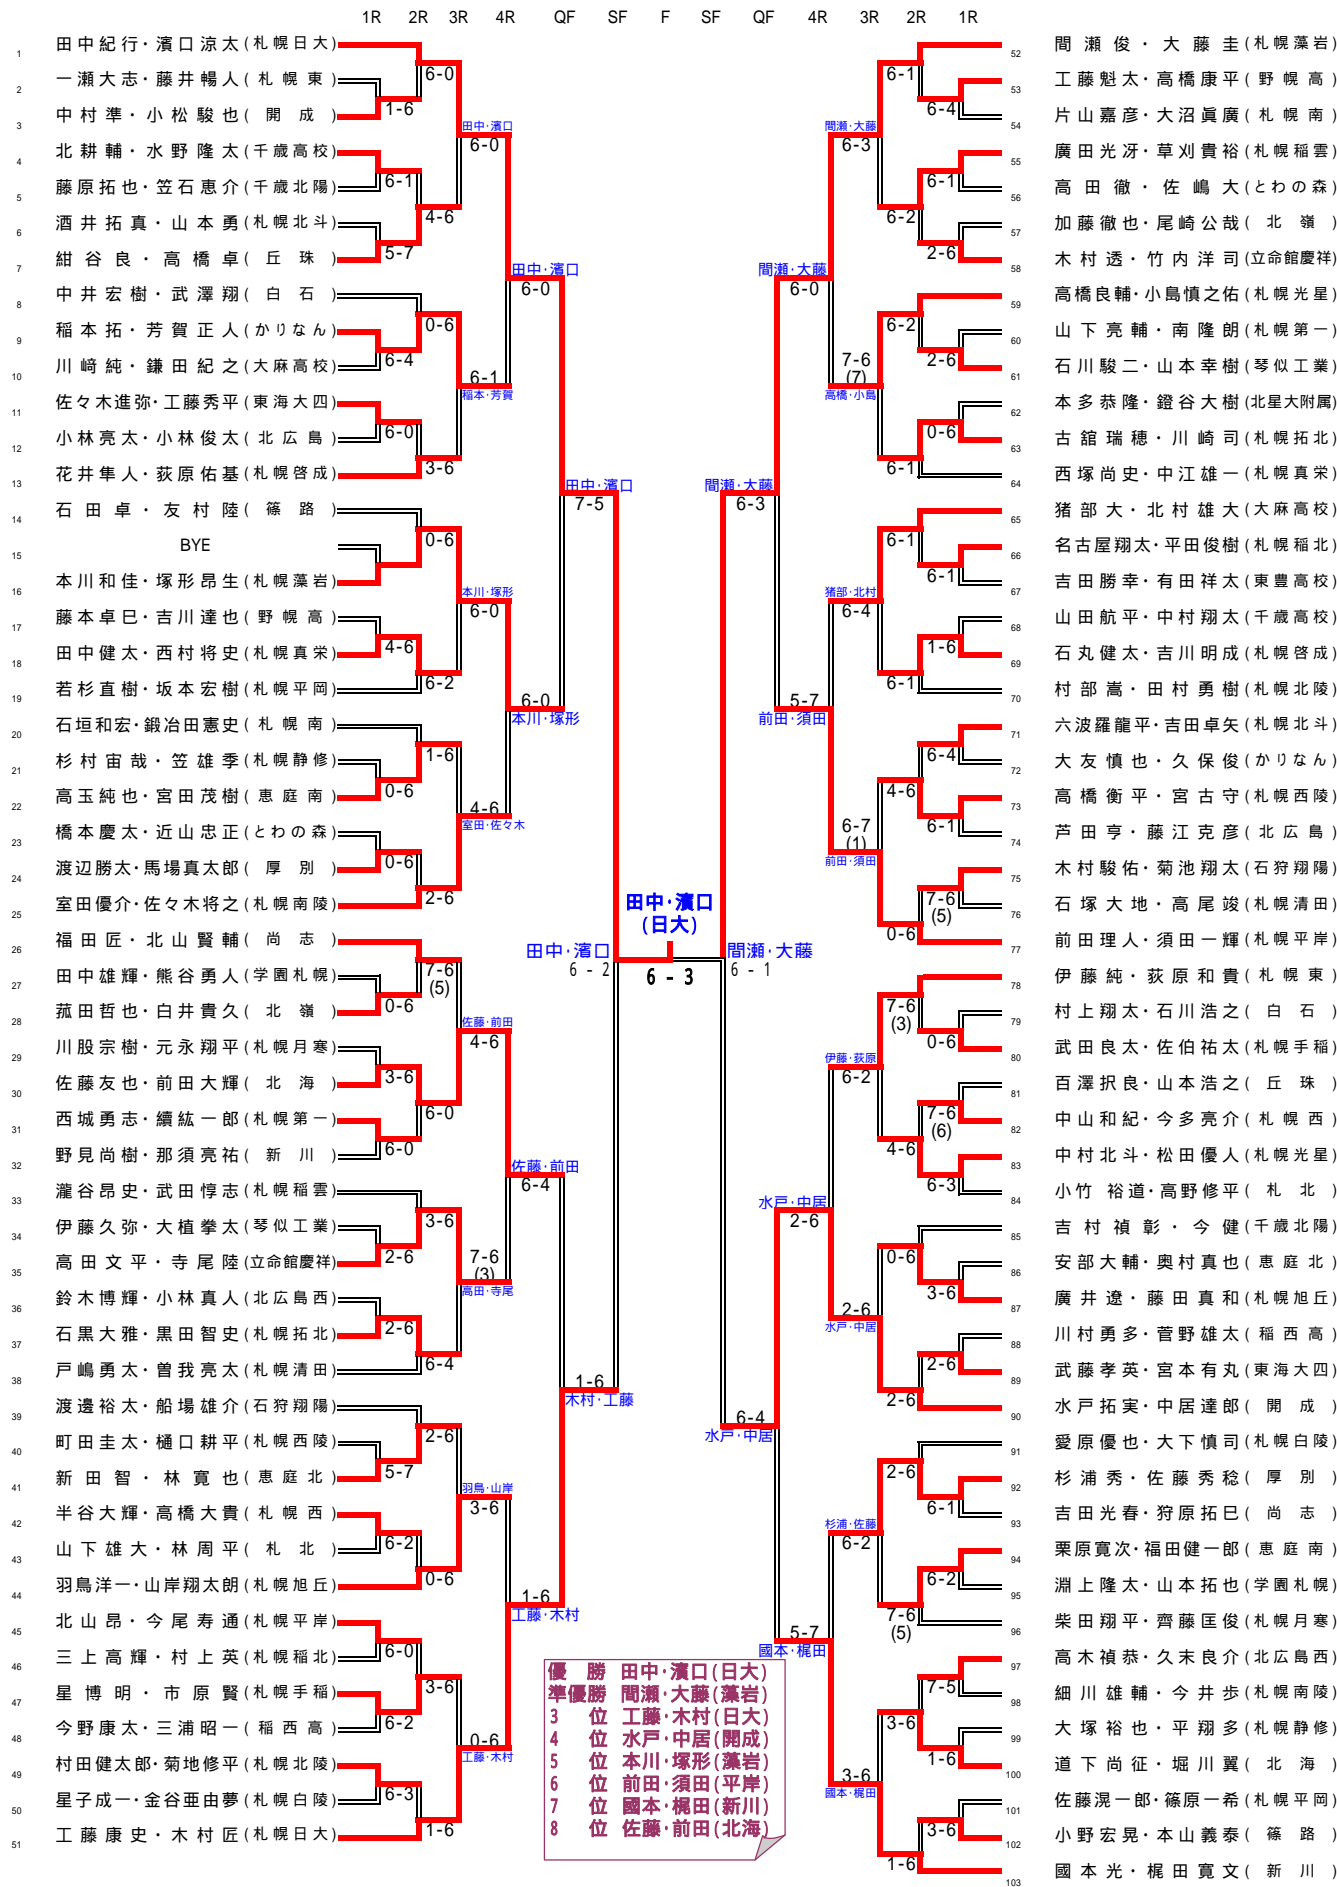 1R 2R 3R 4R QF SF F SF QF 4R 3R 2R 1R
1 田中紀行・濱口涼太(札幌日大)
2 一瀬大志・藤井暢人(札幌東)
3 中村準・小松駿也(開成)
4 北耕輔・水野隆太(千歳高校)
5 藤原拓也・笠石恵介(千歳北陽)
6 酒井拓真・山本勇(札幌北斗)
7 紺谷良・高橋卓(丘珠)
8 中井宏樹・武澤翔(白石)
9 稲本拓・芳賀正人(かりなん)
10 川崎純・鎌田紀之(大麻高校)
11 佐々木進弥・工藤秀平(東海大四)
12 小林亮太・小林俊太(北広島)
13 花井隼人・荻原佑基(札幌啓成)
14 石田卓・友村陸(篠路)
15 BYE
16 本川和佳・塚形昂生(札幌藻岩)
17 藤本卓巳・吉川達也(野幌高)
18 田中健太・西村将史(札幌真栄)
19 若杉直樹・坂本宏樹(札幌平岡)
20 石垣和宏・鍛冶田憲史(札幌南)
21 杉村宙哉・笠雄季(札幌静修)
22 高玉純也・宮田茂樹(恵庭南)
23 橋本慶太・近山忠正(とわの森)
24 渡辺勝太・馬場真太郎(厚別)
25 室田優介・佐々木将之(札幌南陵)
26 福田匠・北山賢輔(尚志)
27 田中雄輝・熊谷勇人(学園札幌)
28 菰田哲也・白井貴久(北嶺)
29 川股宗樹・元永翔平(札幌月寒)
30 佐藤友也・前田大輝(北海)
31 西城勇志・續紘一郎(札幌第一)
32 野見尚樹・那須亮祐(新川)
33 瀧谷昂史・武田惇志(札幌稲雲)
34 伊藤久弥・大植拳太(琴似工業)
35 高田文平・寺尾陸(立命館慶祥)
36 鈴木博輝・小林真人(北広島西)
37 石黒大雅・黒田智史(札幌拓北)
38 戸嶋勇太・曽我亮太(札幌清田)
39 渡邊裕太・船場雄介(石狩翔陽)
40 町田圭太・樋口耕平(札幌西陵)
41 新田智・林寛也(恵庭北)
42 半谷大輝・高橋大貴(札幌西)
43 山下雄大・林周平(札北)
44 羽鳥洋一・山岸翔太朗(札幌旭丘)
45 北山昂・今尾寿通(札幌平岸)
46 三上高輝・村上英(札幌稲北)
47 星博明・市原賢(札幌手稲)
48 今野康太・三浦昭一(稲西高)
49 村田健太郎・菊地修平(札幌北陵)
50 星子成一・金谷亜由夢(札幌白陵)
51 工藤康史・木村匠(札幌日大)
52 間瀬俊・大藤圭(札幌藻岩)
53 工藤魁太・高橋康平(野幌高)
54 片山嘉彦・大沼眞廣(札幌南)
55 廣田光冴・草刈貴裕(札幌稲雲)
56 高田徹・佐嶋大(とわの森)
57 加藤徹也・尾崎公哉(北嶺)
58 木村透・竹内洋司(立命館慶祥)
59 高橋良輔・小島慎之佑(札幌光星)
60 山下亮輔・南隆朗(札幌第一)
61 石川駿二・山本幸樹(琴似工業)
62 本多恭隆・鐙谷大樹(北星大附属)
63 古舘瑞穂・川崎司(札幌拓北)
64 西塚尚史・中江雄一(札幌真栄)
65 猪部大・北村雄大(大麻高校)
66 名古屋翔太・平田俊樹(札幌稲北)
67 吉田勝幸・有田祥太(東豊高校)
68 山田航平・中村翔太(千歳高校)
69 石丸健太・吉川明成(札幌啓成)
70 村部嵩・田村勇樹(札幌北陵)
71 六波羅龍平・吉田卓矢(札幌北斗)
72 大友慎也・久保俊(かりなん)
73 高橋衡平・宮古守(札幌西陵)
74 芦田亨・藤江克彦(北広島)
75 木村駿佑・菊池翔太(石狩翔陽)
76 石塚大地・高尾竣(札幌清田)
77 前田理人・須田一輝(札幌平岸)
78 伊藤純・荻原和貴(札幌東)
79 村上翔太・石川浩之(白石)
80 武田良太・佐伯祐太(札幌手稲)
81 百澤択良・山本浩之(丘珠)
82 中山和紀・今多亮介(札幌西)
83 中村北斗・松田優人(札幌光星)
84 小竹裕道・高野修平(札北)
85 吉村禎彰・今健(千歳北陽)
86 安部大輔・奥村真也(恵庭北)
87 廣井遼・藤田真和(札幌旭丘)
88 川村勇多・菅野雄太(稲西高)
89 武藤孝英・宮本有丸(東海大四)
90 水戸拓実・中居達郎(開成)
91 愛原優也・大下慎司(札幌白陵)
92 杉浦秀・佐藤秀稔(厚別)
93 吉田光春・狩原拓巳(尚志)
94 栗原寛次・福田健一郎(恵庭南)
95 淵上隆太・山本拓也(学園札幌)
96 柴田翔平・齊藤匡俊(札幌月寒)
97 高木禎恭・久末良介(北広島西)
98 細川雄輔・今井歩(札幌南陵)
99 大塚裕也・平翔多(札幌静修)
100 道下尚征・堀川翼(北海)
101 佐藤滉一郎・篠原一希(札幌平岡)
102 小野宏晃・本山義泰(篠路)
103 國本光・梶田寛文(新川)
1-6
6-1
5-7
6-4
6-0
4-6
0-6
0-6
0-6
3-6
6-0
2-6
2-6
5-7
6-2
6-0
6-2
6-3
6-0
4-6
0-6
3-6
0-6
6-2
1-6
2-6
7-6
(5)
6-0
3-6
6-4
2-6
0-6
3-6
1-6
田中・濱口
6-0
6-1
稲本・芳賀
本川・塚形
6-0
4-6
室田・佐々木
佐藤・前田
4-6
7-6
(3)
高田・寺尾
羽鳥・山岸
3-6
0-6
工藤・木村
田中・濱口
6-0
6-0
本川・塚形
佐藤・前田
6-4
1-6
工藤・木村
田中・濱口
7-5
1-6
木村・工藤
田中・濱口
6-2
田中・濱口
(日大)
6-3
間瀬・大藤
6-1
間瀬・大藤
6-3
6-4
水戸・中居
間瀬・大藤
6-0
5-7
前田・須田
水戸・中居
2-6
5-7
國本・梶田
間瀬・大藤
6-3
7-6
(7)
高橋・小島
猪部・北村
6-4
6-7
(1)
前田・須田
伊藤・荻原
6-2
2-6
水戸・中居
杉浦・佐藤
6-2
3-6
國本・梶田
6-1
6-2
6-2
6-1
6-1
6-1
4-6
0-6
7-6
(3)
4-6
0-6
2-6
2-6
7-6
(5)
3-6
1-6
6-4
6-1
2-6
2-6
0-6
6-1
1-6
6-4
6-1
7-6
(5)
0-6
7-6
(6)
6-3
3-6
2-6
6-1
6-2
7-5
1-6
3-6
優勝 田中・濱口(日大)
準優勝 間瀬・大藤(藻岩)
3位 工藤・木村(日大)
4位 水戸・中居(開成)
5位 本川・塚形(藻岩)
6位 前田・須田(平岸)
7位 國本・梶田(新川)
8位 佐藤・前田(北海)